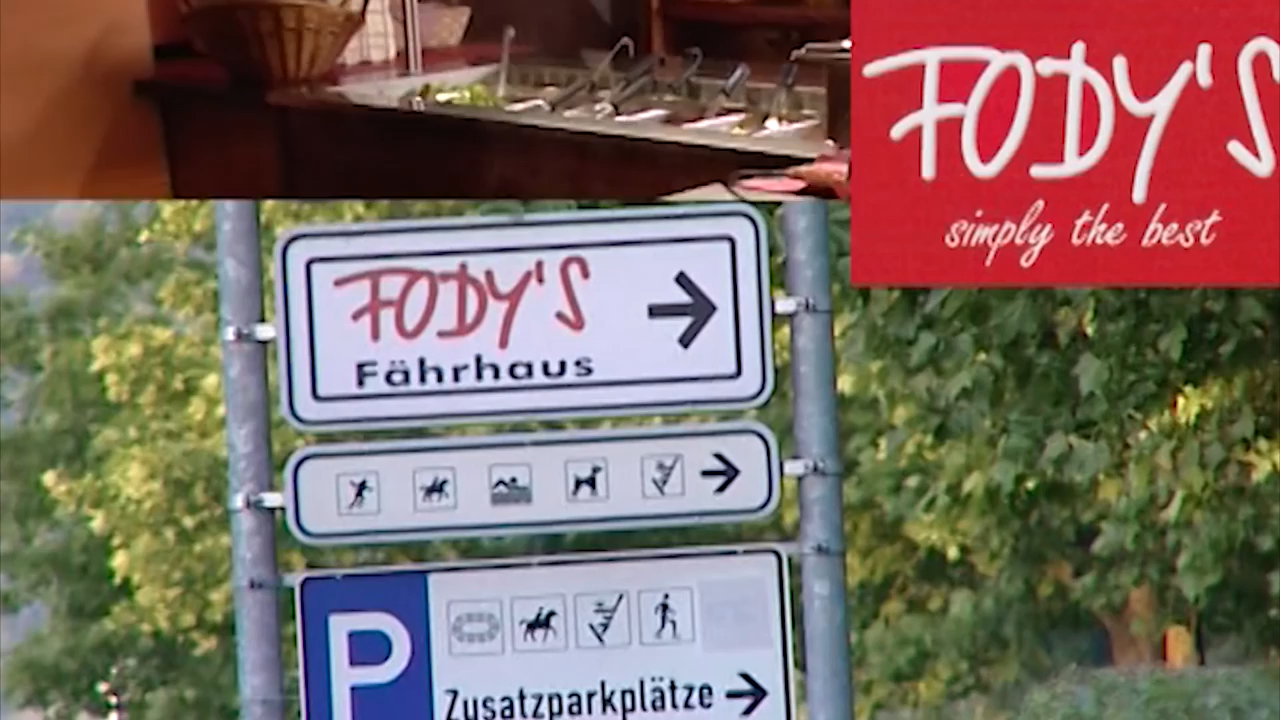 FODY'S
simply the best
FODY'S
Fährhaus
P
Zusatzparkplätze